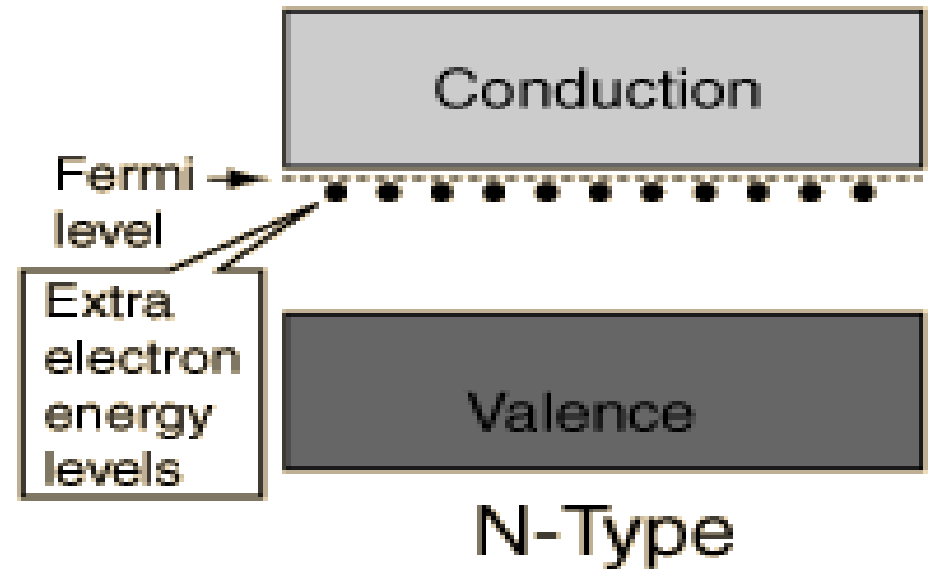 Conduction
Fermi
level
Extra
electron
energy
levels
Valence
N-Type